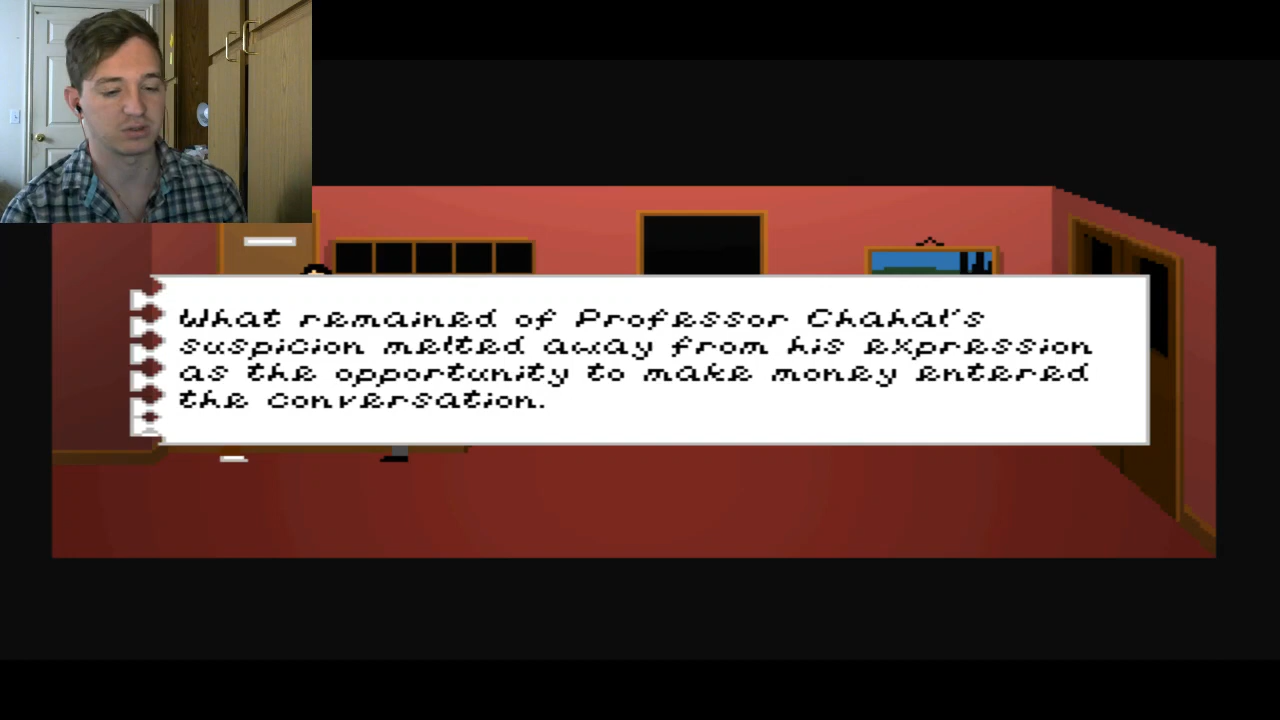 What remained of Professor Chahal's
suspicion melted away from his expression
as the opportunity to make money entered
the conversation.